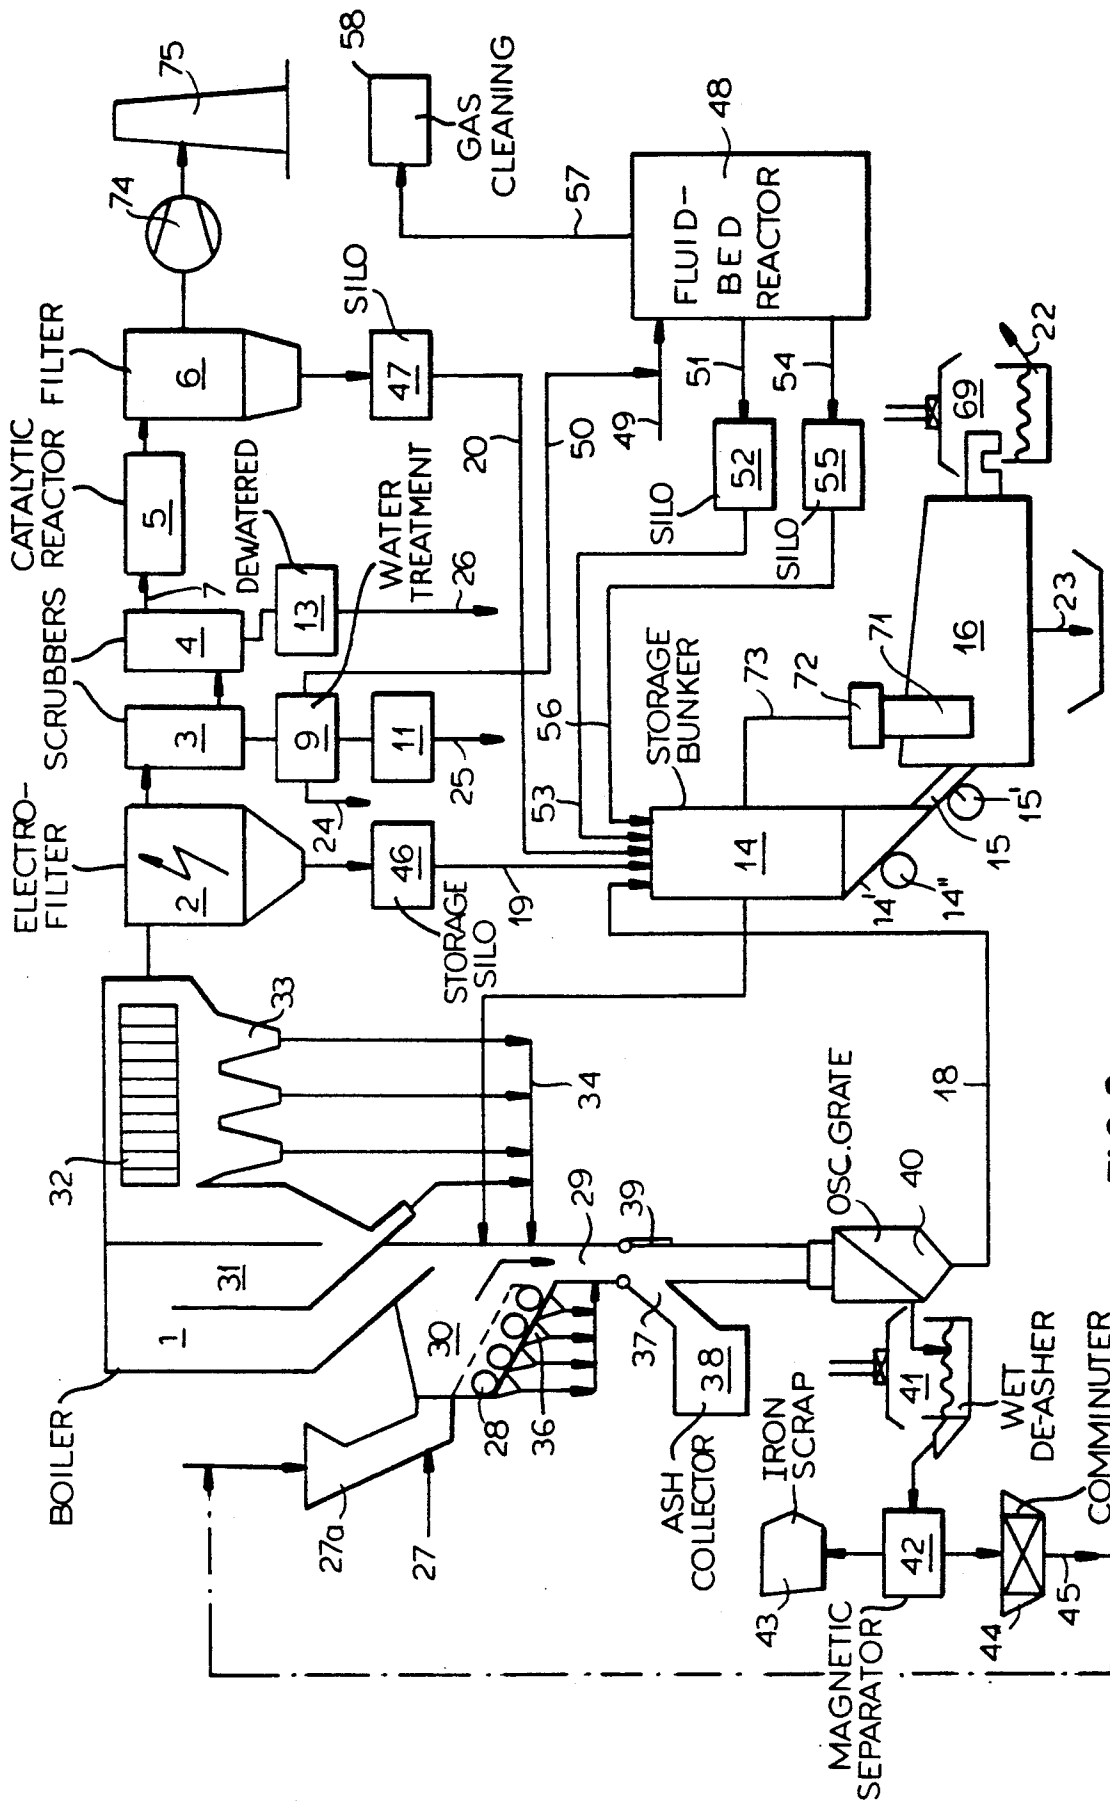 BOILER
32
ELECTRO-
FILTER
SCRUBBERS
CATALYTIC
REACTOR
FILTER
75
74
1
31
2
3
4
7
5
6
33
58
GAS
CLEANING
27a
27
DEWATERED
SILO
47
STORAGE
SILO
46
24
9
11
13
WATER
TREATMENT
25
26
28
30
36
19
20
50
57
34
29
53
56
49
37
39
FLUID-
BED
REACTOR
48
ASH
COLLECTOR
38
STORAGE
BUNKER
14
SILO
52
51
43
IRON
SCRAP
73
SILO
55
54
MAGNETIC
SEPARATOR
42
41
OSC.GRATE
40
14'
14"
72
71
18
15
15'
16
69
22
44
45
WET
DE-ASHER
COMMINUTER
23